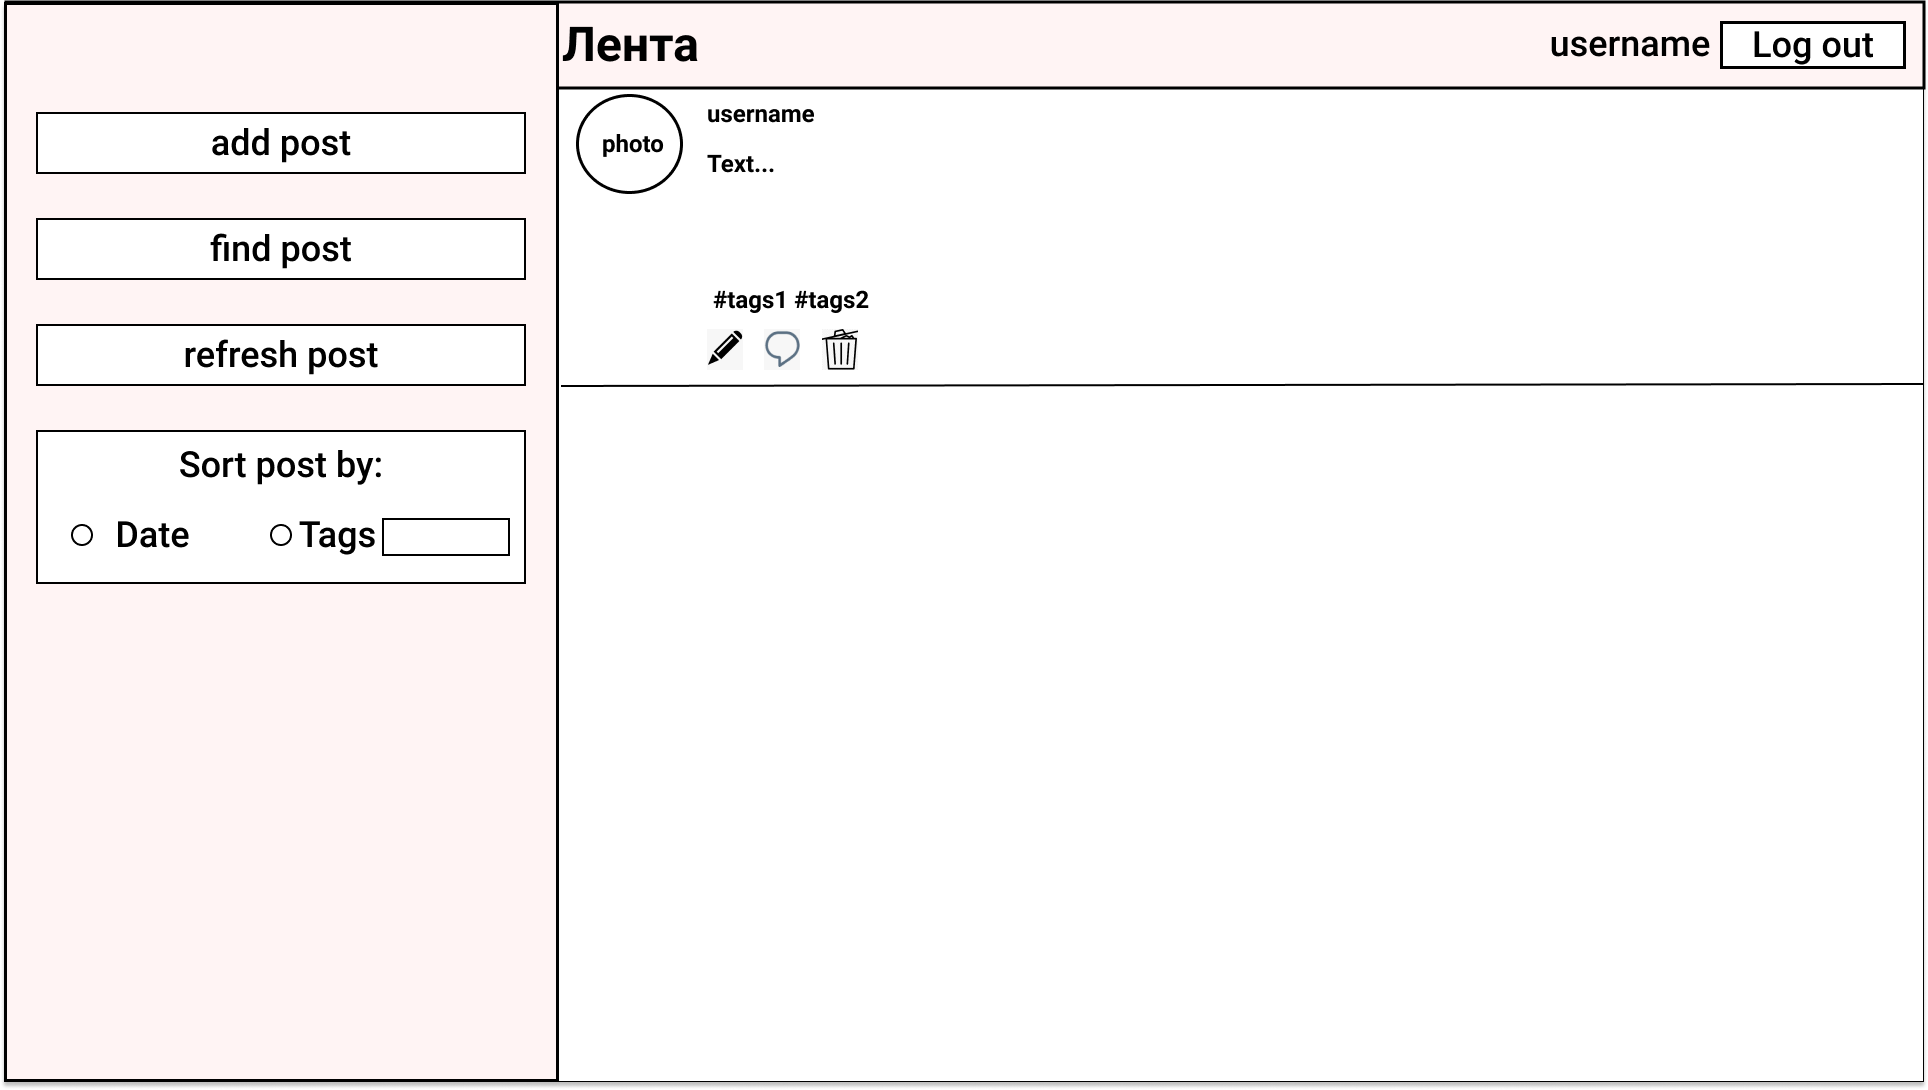 Лента
username
Log out
add post
find post
refresh post
Sort post by:
Date
Tags
photo
username
Text...
#tags1 #tags2